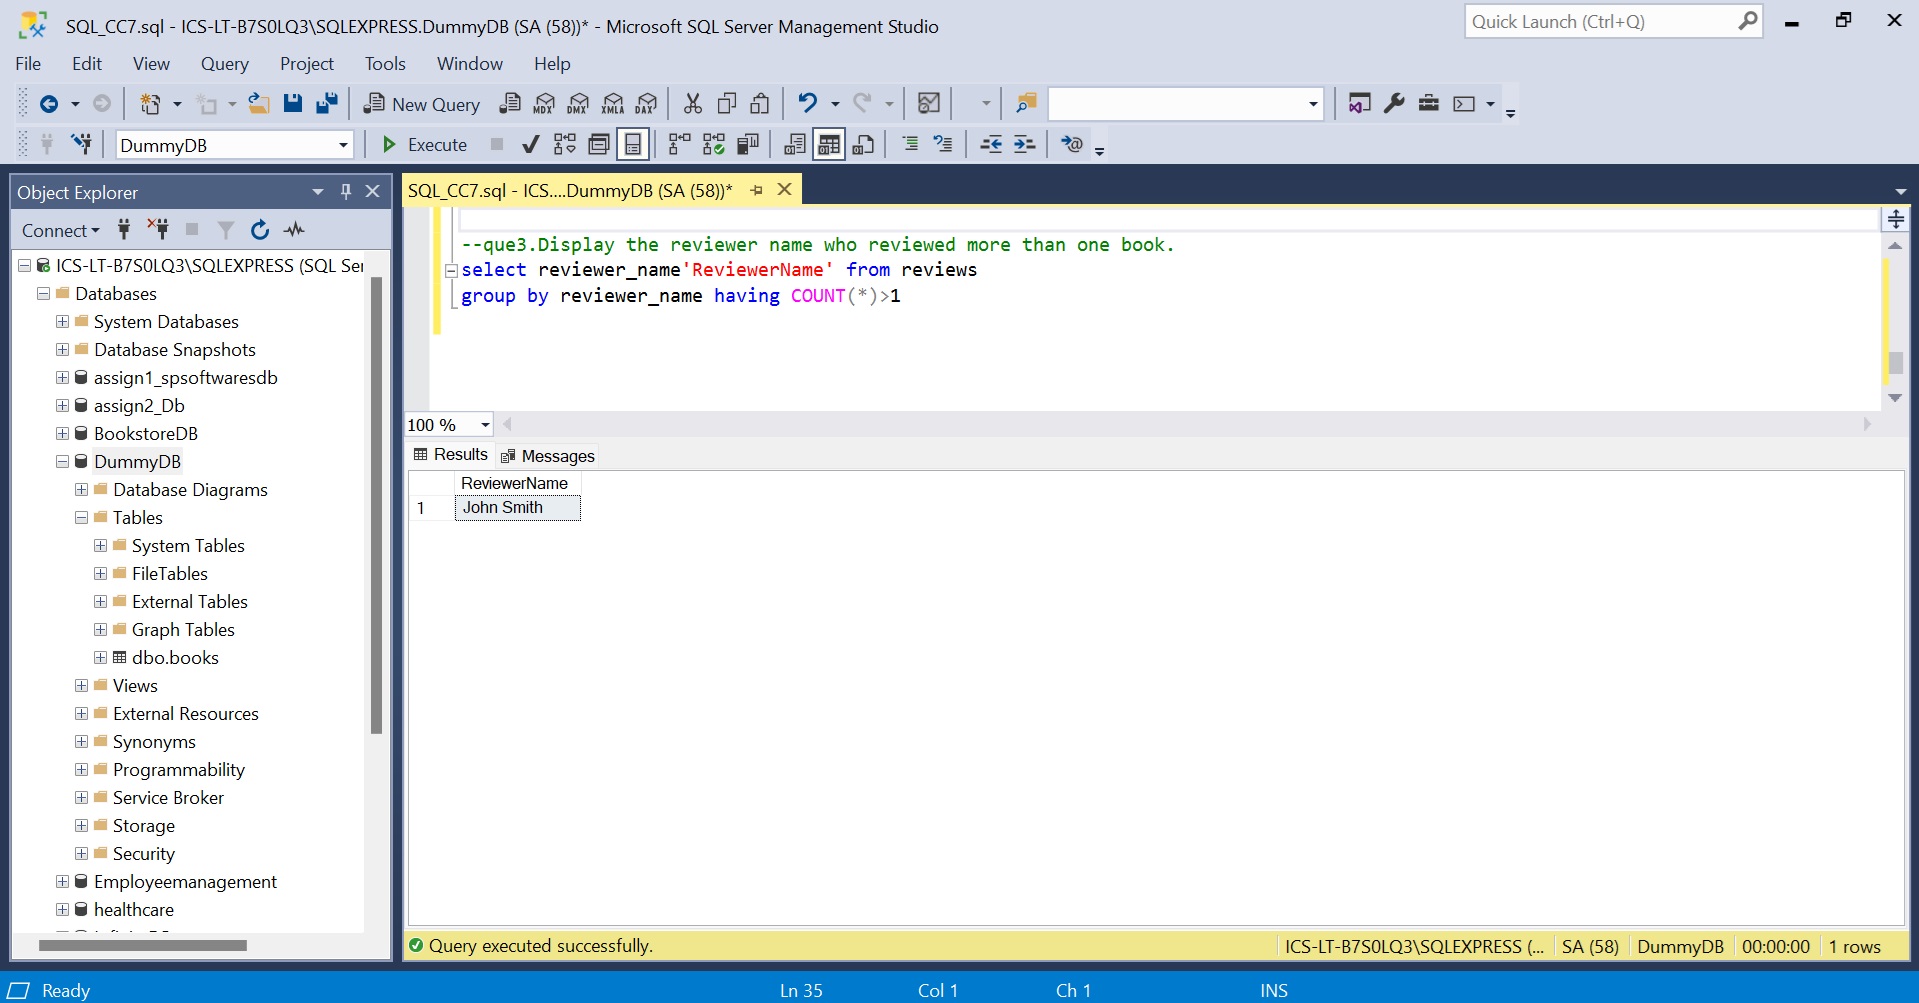 SQL_CC7.sql - ICS-LT-B7S0LQ3\SQLEXPRESS.DummyDB (SA (58))* - Microsoft SQL Server Management Studio
Quick Launch (Ctrl+Q)
File Edit View Query Project Tools Window Help
New Query MDX DMX XMLA DAX
DummyDB Execute
Object Explorer
Connect
ICS-LT-B7S0LQ3\SQLEXPRESS (SQL Ser
Databases
System Databases
Database Snapshots
assign1_spsoftwaresdb
assign2_Db
BookstoreDB
DummyDB
Database Diagrams
Tables
System Tables
FileTables
External Tables
Graph Tables
dbo.books
Views
External Resources
Synonyms
Programmability
Service Broker
Storage
Security
Employeemanagement
healthcare
SQL_CC7.sql - ICS....DummyDB (SA (58))*
--que3.Display the reviewer name who reviewed more than one book.
select reviewer_name'ReviewerName' from reviews
group by reviewer_name having COUNT(*)>1
100 %
Results Messages
ReviewerName
1 John Smith
Query executed successfully.
ICS-LT-B7S0LQ3\SQLEXPRESS (... SA (58) DummyDB 00:00:00 1 rows
Ready Ln 35 Col 1 Ch 1 INS